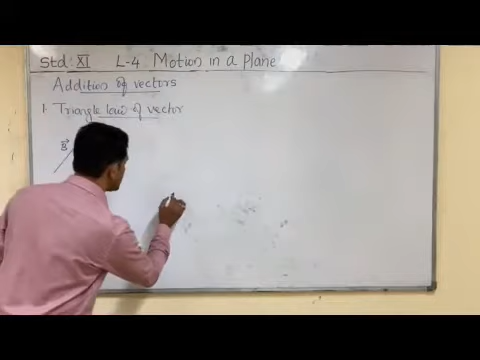 Std: XI L-4 Motion in a plane
Addition of vectors
1. Triangle law of vector
B